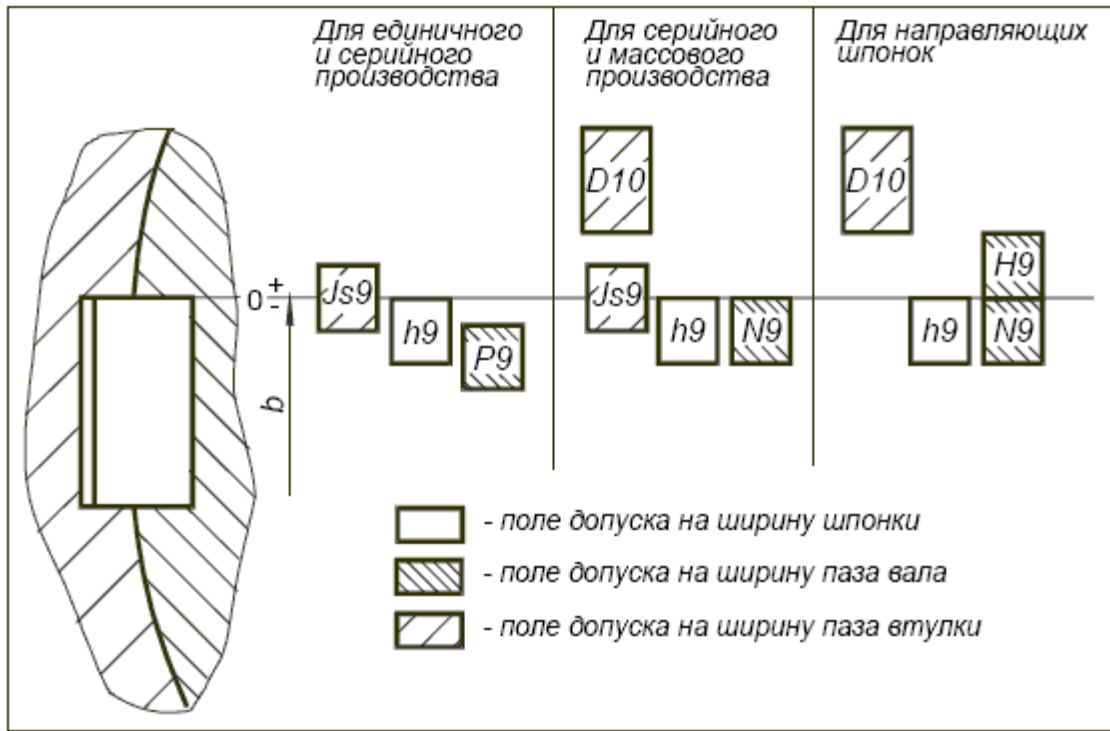 Для единичного
и серийного
производства
Для серийного
и массового
производства
Для направляющих
шпонок
D10
D10
H9
Js9
Js9
0
+
-
h9
h9
N9
h9
N9
P9
b
- поле допуска на ширину шпонки
- поле допуска на ширину паза вала
- поле допуска на ширину паза втулки